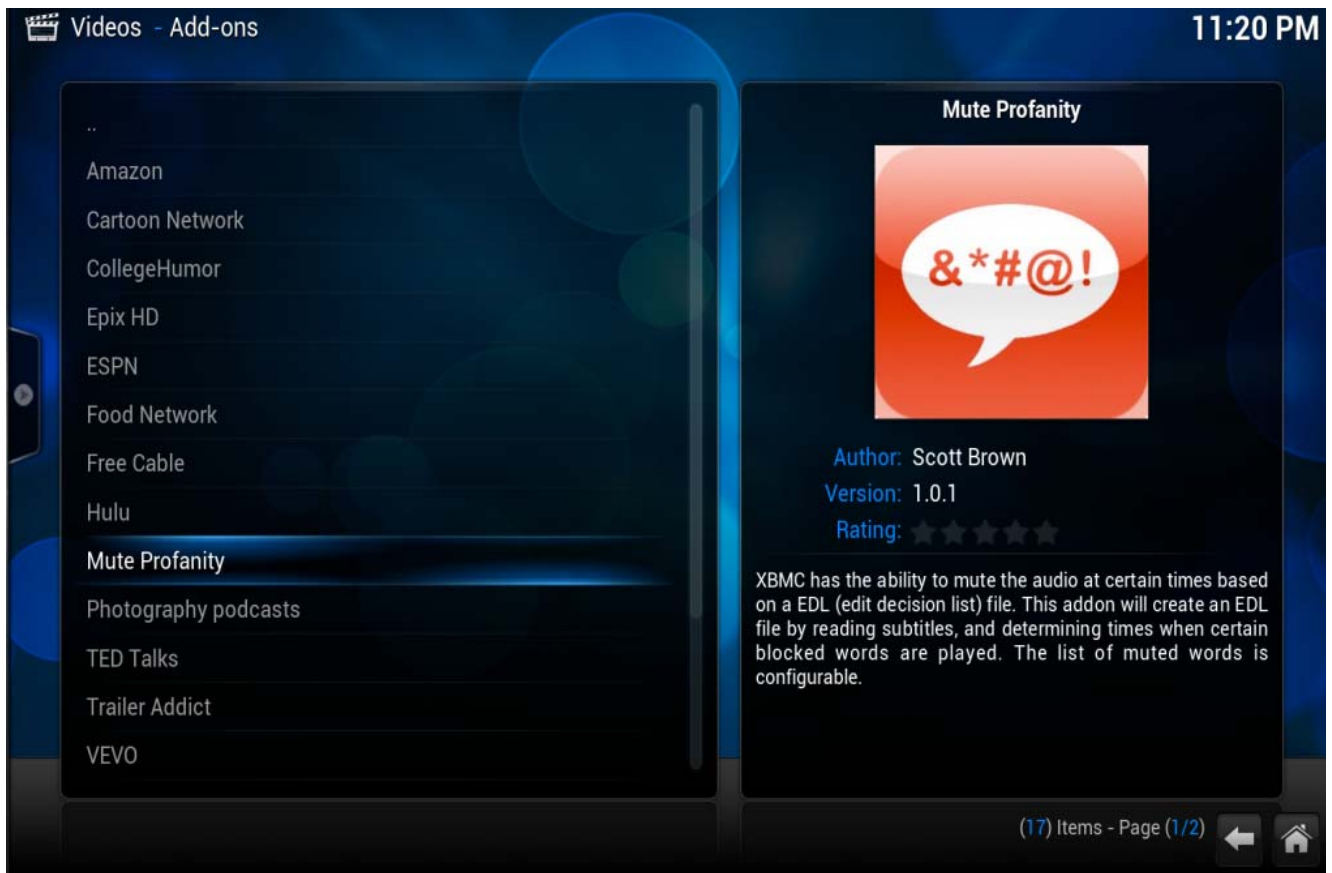 Videos - Add-ons
11:20 PM
..
Amazon
Cartoon Network
CollegeHumor
Epix HD
ESPN
Food Network
Free Cable
Hulu
Mute Profanity
Photography podcasts
TED Talks
Trailer Addict
VEVO
Mute Profanity
&*#@!
Author: Scott Brown
Version: 1.0.1
Rating:
XBMC has the ability to mute the audio at certain times based
on a EDL (edit decision list) file. This addon will create an EDL
file by reading subtitles, and determining times when certain
blocked words are played. The list of muted words is
configurable.
(17) Items - Page (1/2)